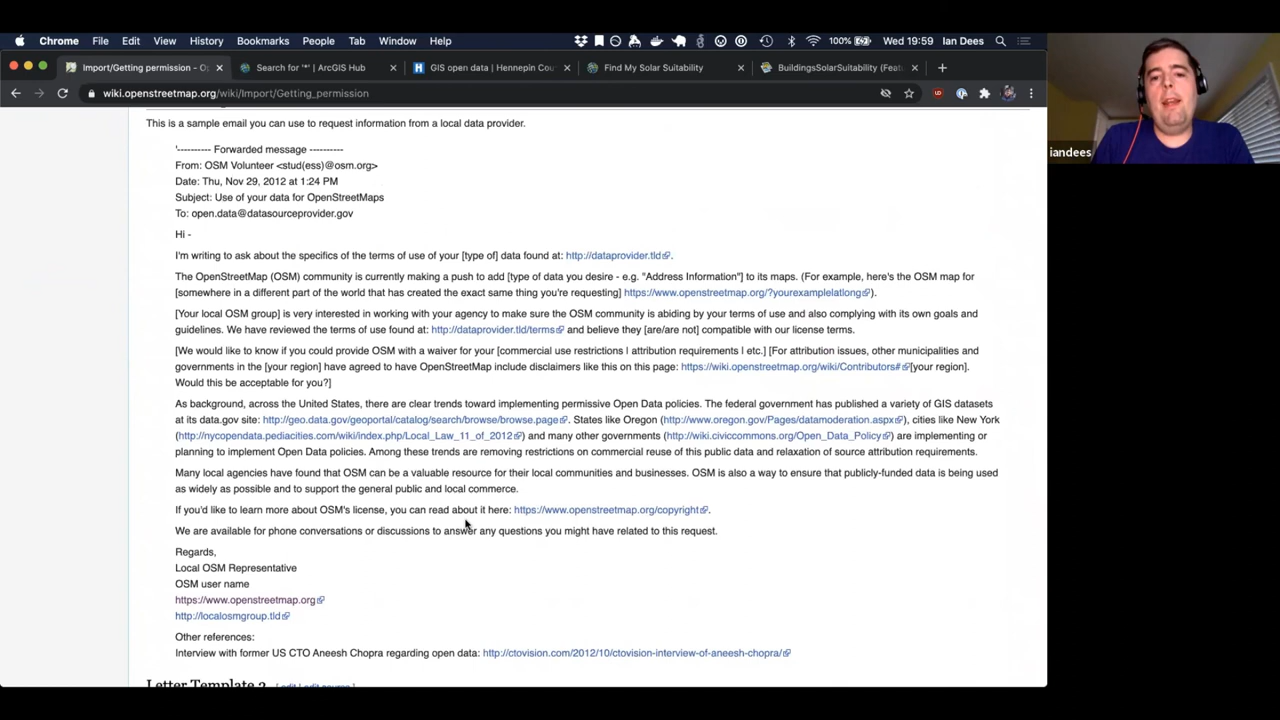 Chrome File Edit View History Bookmarks People Tab Window Help 100% Wed 19:59 Ian Dees
Import/Getting permission - O Search for '*' | ArcGIS Hub GIS open data | Hennepin Cou Find My Solar Suitability BuildingsSolarSuitability (Feat
wiki.openstreetmap.org/wiki/Import/Getting_permission
iandees
This is a sample email you can use to request information from a local data provider.
'---------- Forwarded message ----------
From: OSM Volunteer <stud(ess)@osm.org>
Date: Thu, Nov 29, 2012 at 1:24 PM
Subject: Use of your data for OpenStreetMaps
To: open.data@datasourceprovider.gov
Hi -
I'm writing to ask about the specifics of the terms of use of your [type of] data found at: http://dataprovider.tld.
The OpenStreetMap (OSM) community is currently making a push to add [type of data you desire - e.g. "Address Information"] to its maps. (For example, here's the OSM map for
[somewhere in a different part of the world that has created the exact same thing you're requesting] https://www.openstreetmap.org/?yourexamplelatlong).
[Your local OSM group] is very interested in working with your agency to make sure the OSM community is abiding by your terms of use and also complying with its own goals and
guidelines. We have reviewed the terms of use found at: http://dataprovider.tld/terms and believe they [are/are not] compatible with our license terms.
[We would like to know if you could provide OSM with a waiver for your [commercial use restrictions | attribution requirements | etc.] [For attribution issues, other municipalities and
governments in the [your region] have agreed to have OpenStreetMap include disclaimers like this on this page: https://wiki.openstreetmap.org/wiki/Contributors#[your region].
Would this be acceptable for you?]
As background, across the United States, there are clear trends toward implementing permissive Open Data policies. The federal government has published a variety of GIS datasets
at its data.gov site: http://geo.data.gov/geoportal/catalog/search/browse/browse.page. States like Oregon (http://www.oregon.gov/Pages/datamoderation.aspx), cities like New York
(http://nycopendata.pediacities.com/wiki/index.php/Local_Law_11_of_2012) and many other governments (http://wiki.civiccommons.org/Open_Data_Policy) are implementing or
planning to implement Open Data policies. Among these trends are removing restrictions on commercial reuse of this public data and relaxation of source attribution requirements.
Many local agencies have found that OSM can be a valuable resource for their local communities and businesses. OSM is also a way to ensure that publicly-funded data is being used
as widely as possible and to support the general public and local commerce.
If you'd like to learn more about OSM's license, you can read about it here: https://www.openstreetmap.org/copyright.
We are available for phone conversations or discussions to answer any questions you might have related to this request.
Regards,
Local OSM Representative
OSM user name
https://www.openstreetmap.org
http://localosmgroup.tld
Other references:
Interview with former US CTO Aneesh Chopra regarding open data: http://ctovision.com/2012/10/ctovision-interview-of-aneesh-chopra/
Letter Template 2 [ edit | edit source ]